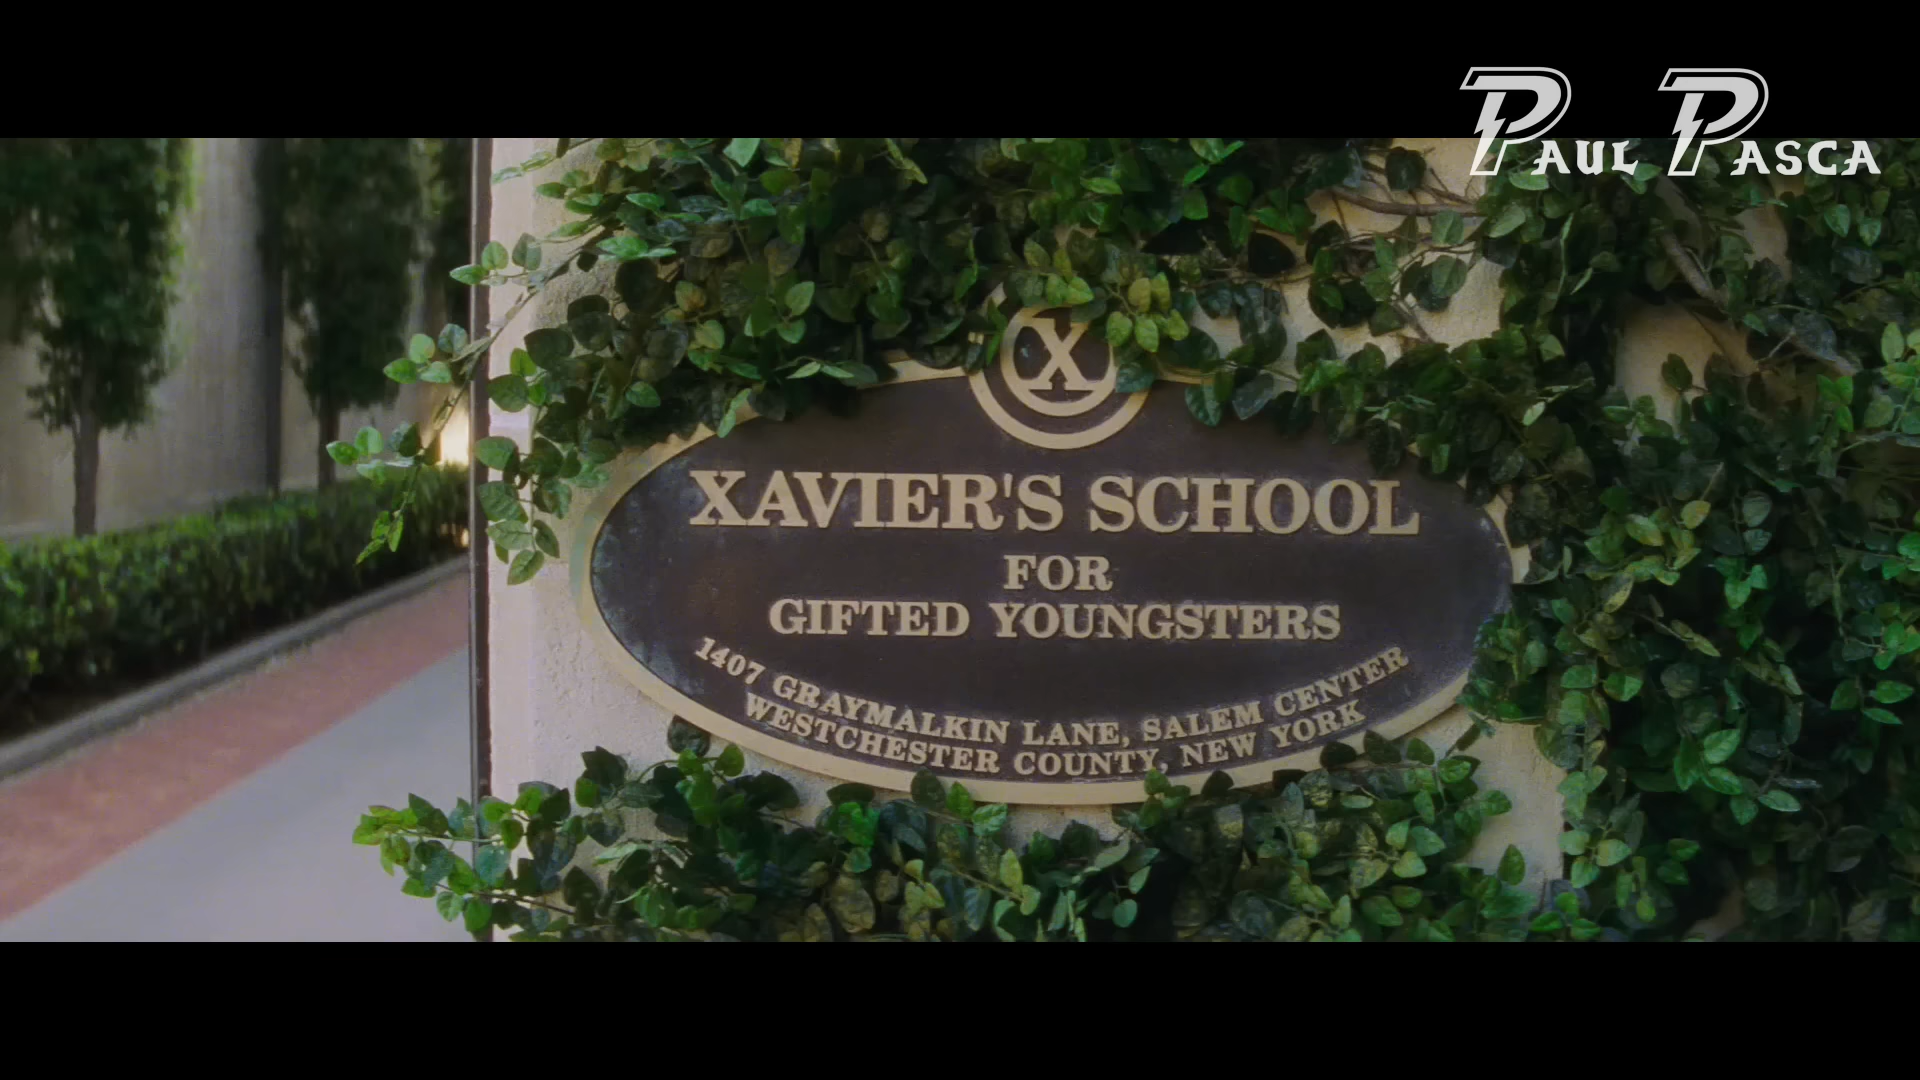 PAUL PASCA
X
XAVIER'S SCHOOL
FOR
GIFTED YOUNGSTERS
1407 GRAYMALKIN LANE, SALEM CENTER
WESTCHESTER COUNTY, NEW YORK